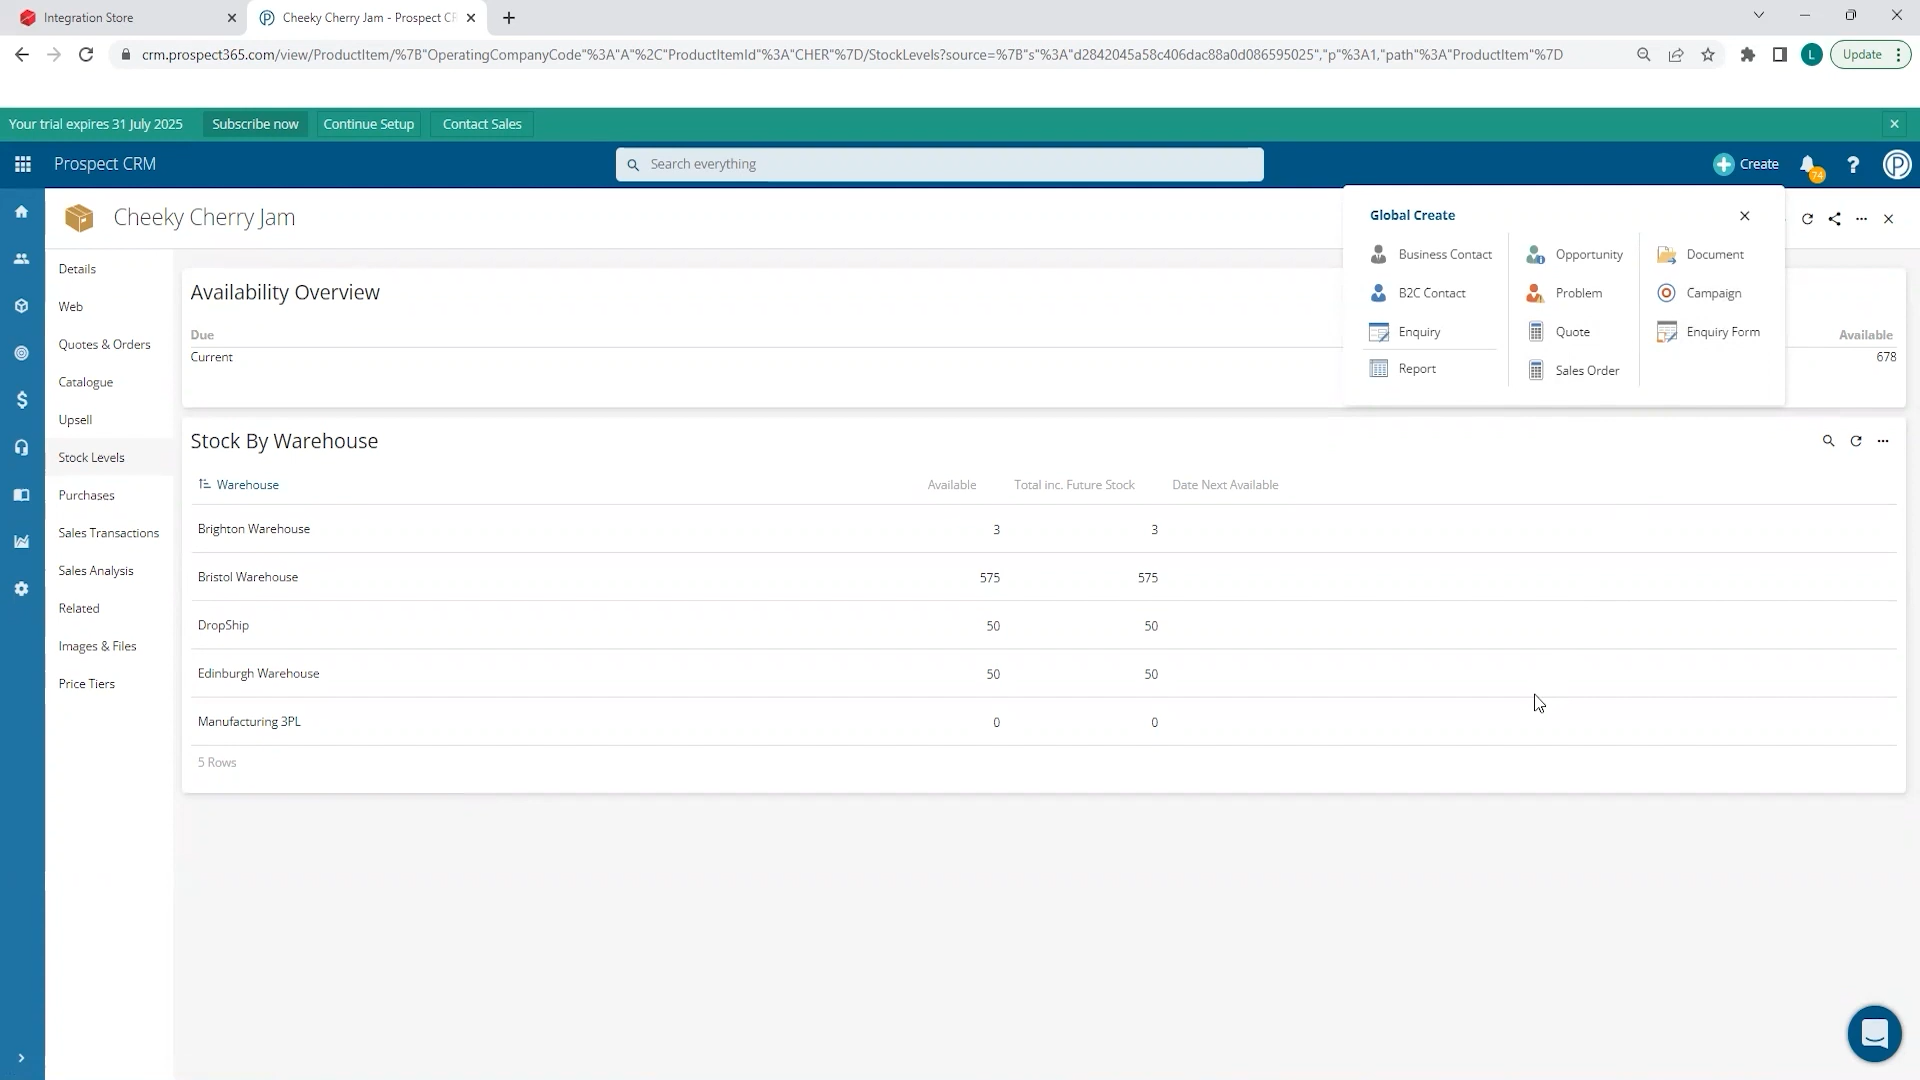 Integration Store
Cheeky Cherry Jam - Prospect CR
crm.prospect365.com/view/ProductItem/%7B"OperatingCompanyCode"%3A"A"%2C"ProductItemId"%3A"CHER"%7D/StockLevels?source=%7B"s"%3A"d2842045a58c406dac88a0d086595025","p"%3A1,"path"%3A"ProductItem"%7D
L
Update
Your trial expires 31 July 2025
Subscribe now
Continue Setup
Contact Sales
Prospect CRM
Search everything
Create
74
Cheeky Cherry Jam
Global Create
Business Contact
B2C Contact
Enquiry
Report
Opportunity
Problem
Quote
Sales Order
Document
Campaign
Enquiry Form
Details
Web
Quotes & Orders
Catalogue
Upsell
Stock Levels
Purchases
Sales Transactions
Sales Analysis
Related
Images & Files
Price Tiers
Availability Overview
Due Available
Current 678
Stock By Warehouse
Warehouse Available Total inc. Future Stock Date Next Available
Brighton Warehouse 3 3
Bristol Warehouse 575 575
DropShip 50 50
Edinburgh Warehouse 50 50
Manufacturing 3PL 0 0
5 Rows